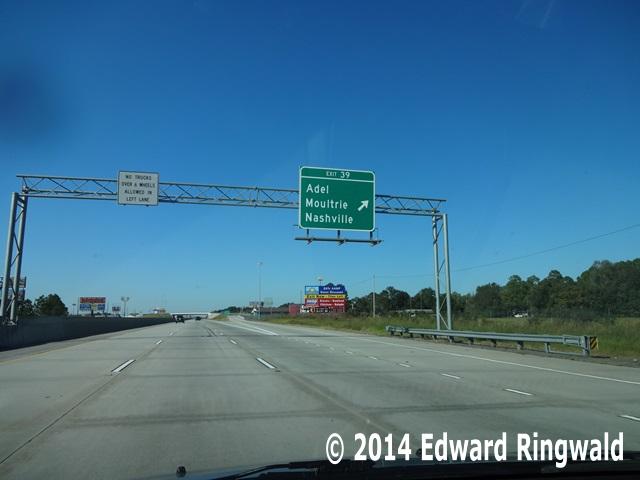 NO TRUCKS
OVER 6 WHEELS
ALLOWED IN
LEFT LANE
EXIT 39
Adel
Moultrie
Nashville
© 2014 Edward Ringwald